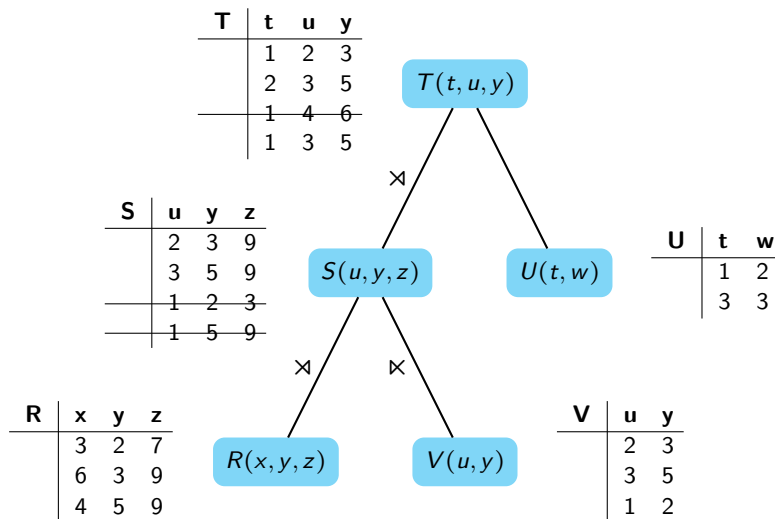 T t u y
1 2 3
2 3 5
1 4 6
1 3 5
T(t, u, y)
⋊
S u y z
2 3 9
3 5 9
1 2 3
1 5 9
S(u, y, z)
U(t, w)
U t w
1 2
3 3
⋊
⋉
R x y z
3 2 7
6 3 9
4 5 9
R(x, y, z)
V(u, y)
V u y
2 3
3 5
1 2